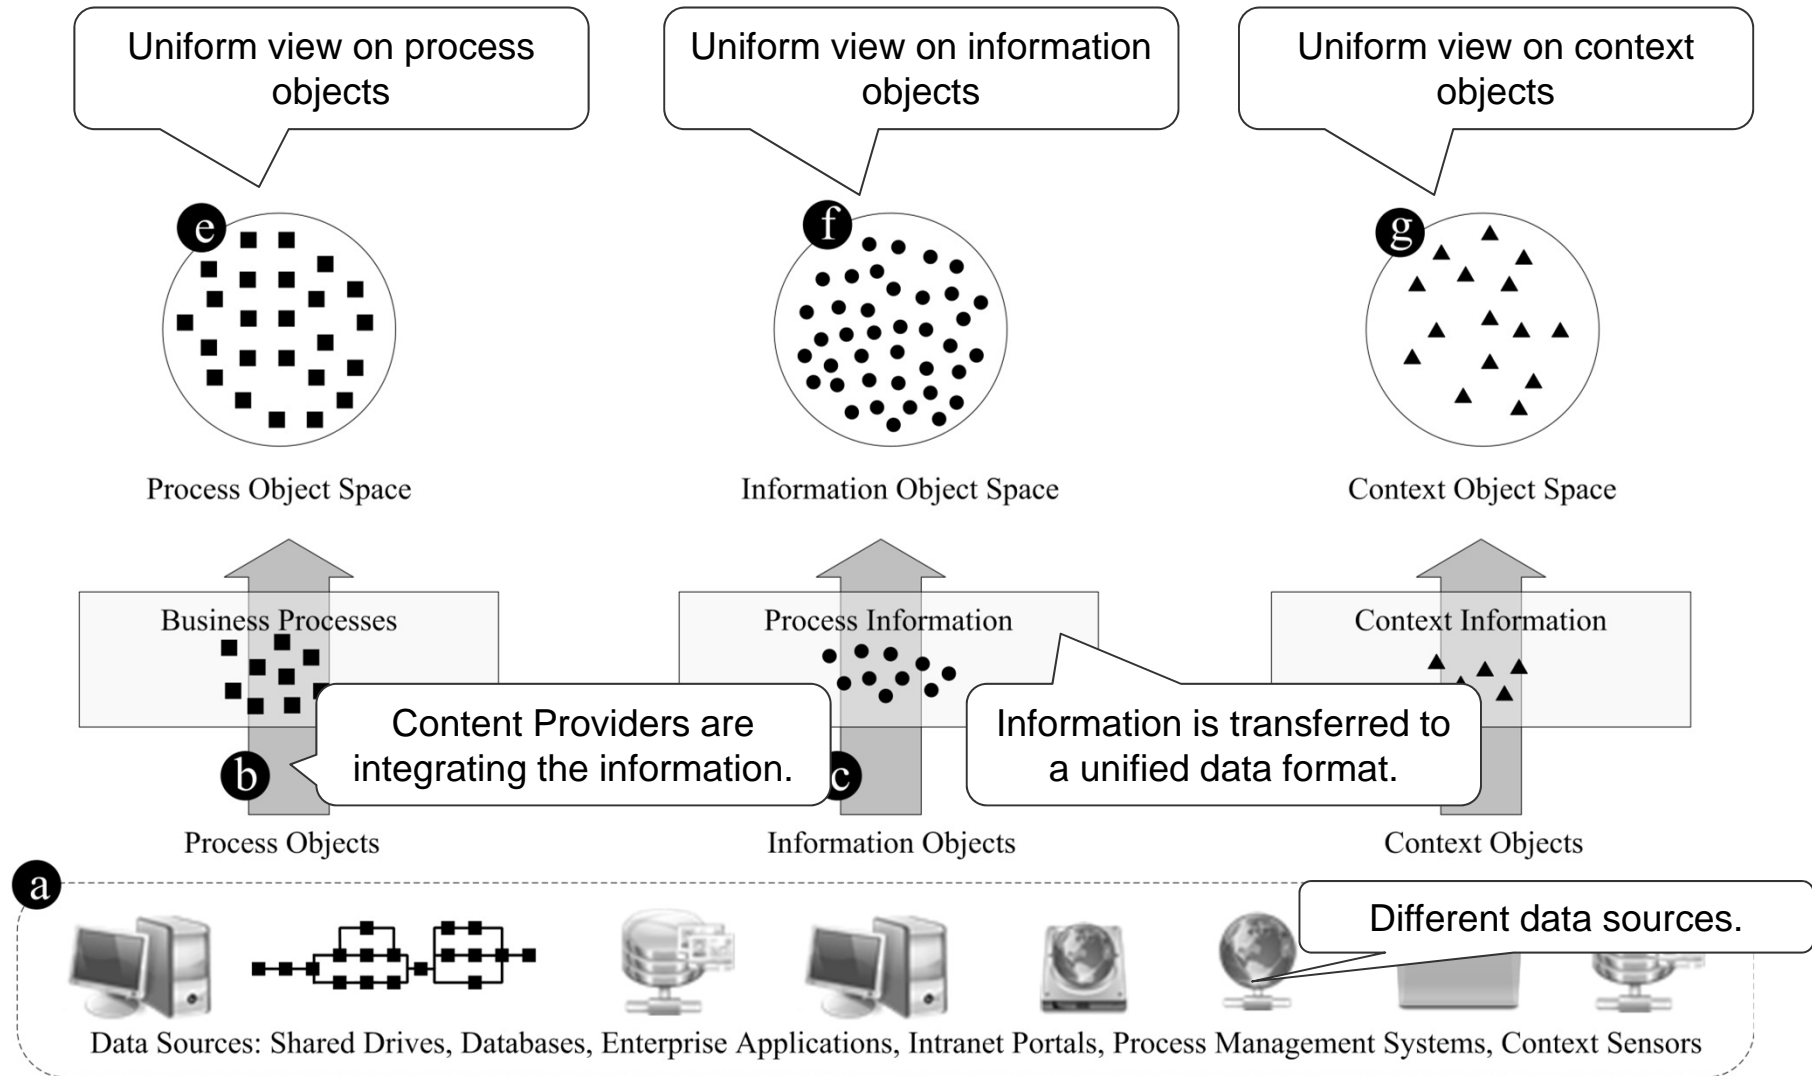 Uniform view on process
objects
Uniform view on information
objects
Uniform view on context
objects
e
f
g
Process Object Space
Information Object Space
Context Object Space
Business Processes
Process Information
Context Information
Content Providers are
integrating the information.
Information is transferred to
a unified data format.
b
c
Process Objects
Information Objects
Context Objects
a
Different data sources.
Data Sources: Shared Drives, Databases, Enterprise Applications, Intranet Portals, Process Management Systems, Context Sensors